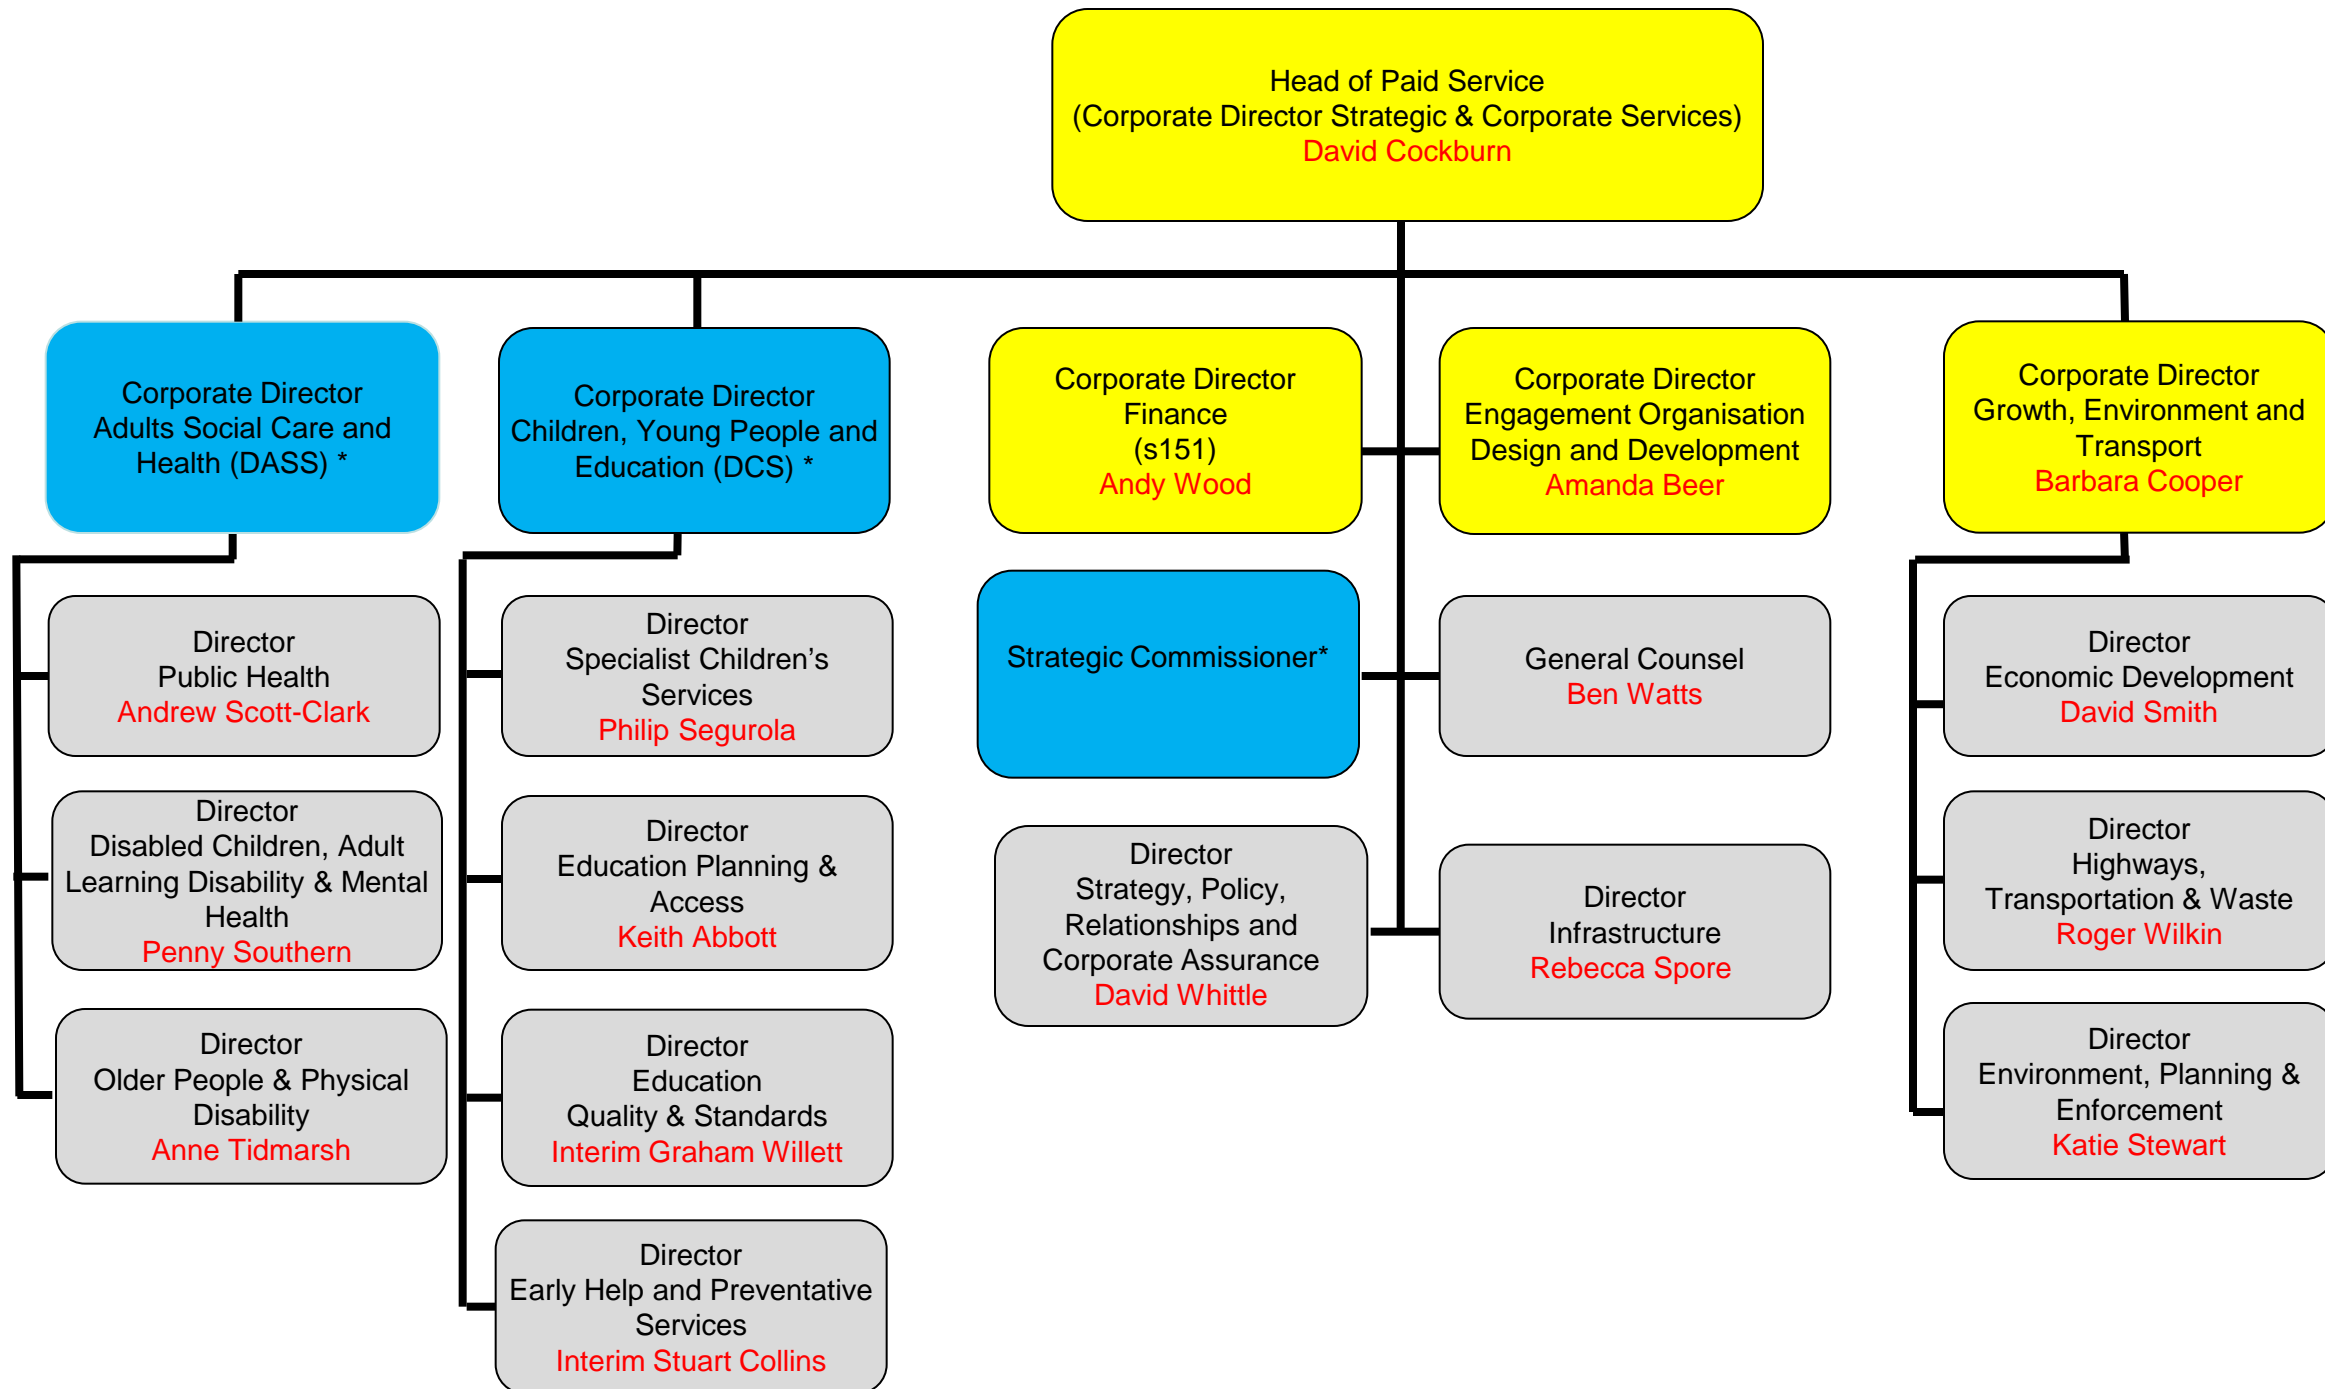 Head of Paid Service
(Corporate Director Strategic & Corporate Services)
David Cockburn
Corporate Director
Adults Social Care and
Health (DASS) *
Corporate Director
Children, Young People and
Education (DCS) *
Corporate Director
Finance
(s151)
Andy Wood
Corporate Director
Engagement Organisation
Design and Development
Amanda Beer
Corporate Director
Growth, Environment and
Transport
Barbara Cooper
Director
Public Health
Andrew Scott-Clark
Director
Specialist Children’s
Services
Philip Segurola
Strategic Commissioner*
General Counsel
Ben Watts
Director
Economic Development
David Smith
Director
Disabled Children, Adult
Learning Disability & Mental
Health
Penny Southern
Director
Education Planning &
Access
Keith Abbott
Director
Strategy, Policy,
Relationships and
Corporate Assurance
David Whittle
Director
Infrastructure
Rebecca Spore
Director
Highways,
Transportation & Waste
Roger Wilkin
Director
Older People & Physical
Disability
Anne Tidmarsh
Director
Education
Quality & Standards
Interim Graham Willett
Director
Environment, Planning &
Enforcement
Katie Stewart
Director
Early Help and Preventative
Services
Interim Stuart Collins